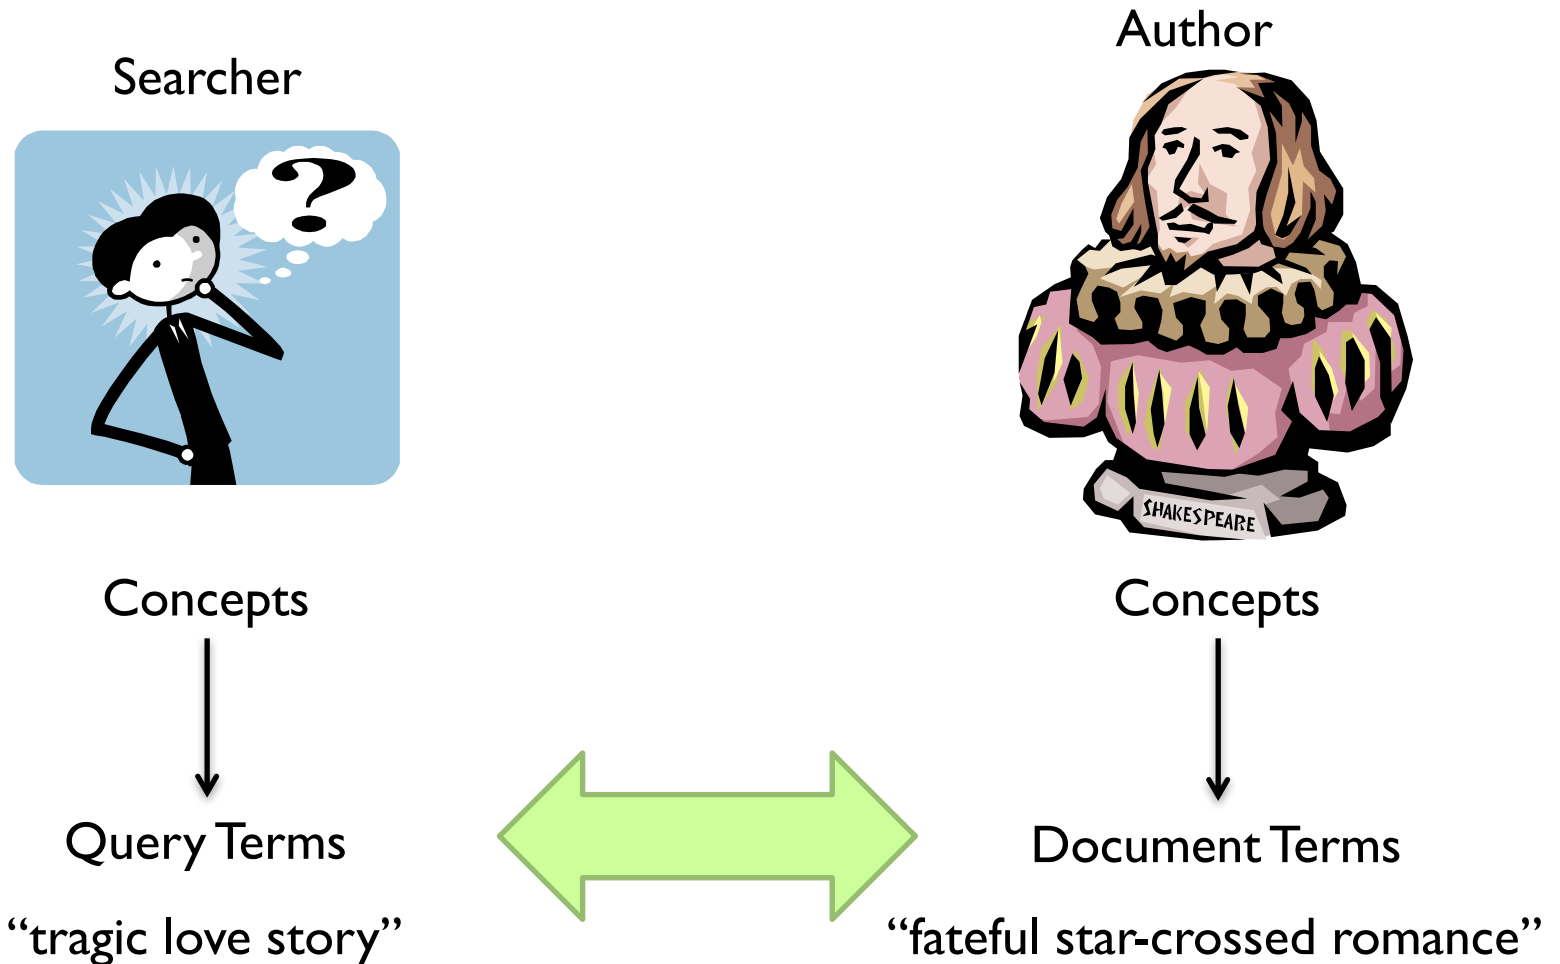 Searcher
Author
?
SHAKESPEARE
Concepts
Concepts
Query Terms
Document Terms
“tragic love story”
“fateful star-crossed romance”